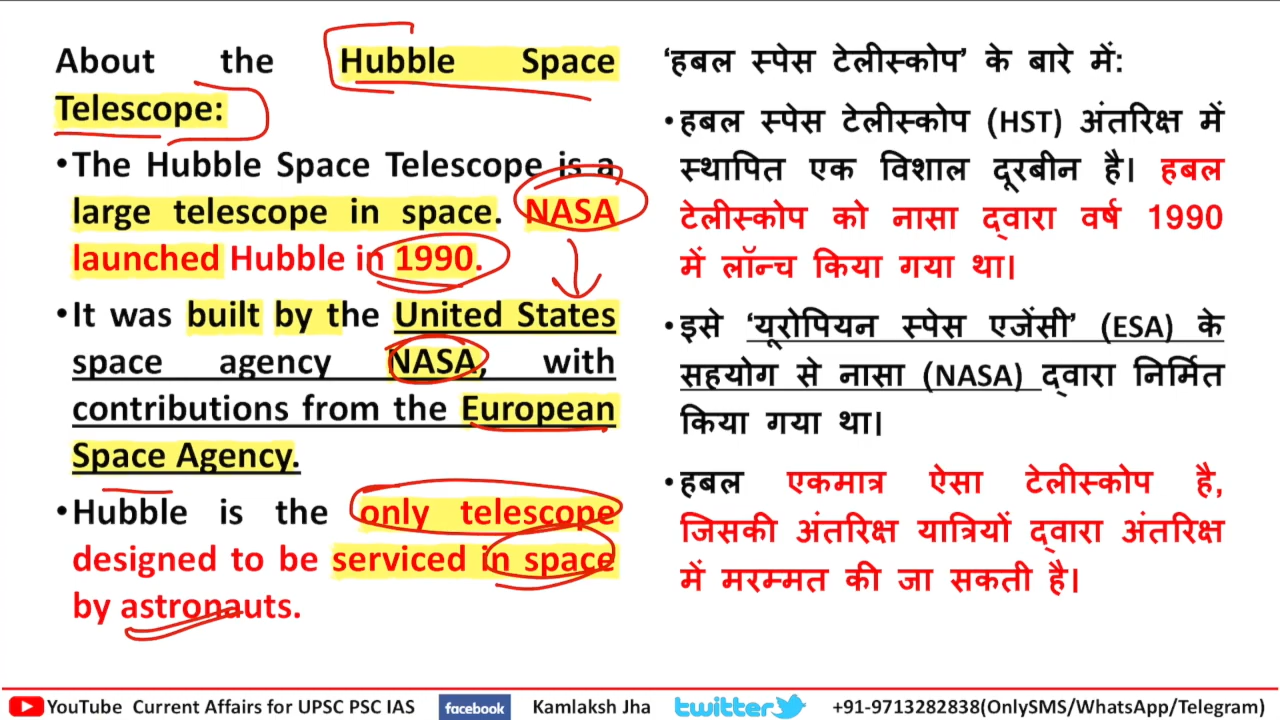 About the Hubble Space
Telescope:
•The Hubble Space Telescope is a
large telescope in space. NASA
launched Hubble in 1990.
•It was built by the United States
space agency NASA, with
contributions from the European
Space Agency.
•Hubble is the only telescope
designed to be serviced in space
by astronauts.
‘हबल स्पेस टेलीस्कोप’ के बारे में:
•हबल स्पेस टेलीस्कोप (HST) अंतरिक्ष में
स्थापित एक विशाल दूरबीन है। हबल
टेलीस्कोप को नासा द्वारा वर्ष 1990
में लॉन्च किया गया था।
•इसे ‘यूरोपियन स्पेस एजेंसी’ (ESA) के
सहयोग से नासा (NASA) द्वारा निर्मित
किया गया था।
•हबल एकमात्र ऐसा टेलीस्कोप है,
जिसकी अंतरिक्ष यात्रियों द्वारा अंतरिक्ष
में मरम्मत की जा सकती है।
YouTube Current Affairs for UPSC PSC IAS facebook Kamlaksh Jha twitter +91-9713282838(OnlySMS/WhatsApp/Telegram)